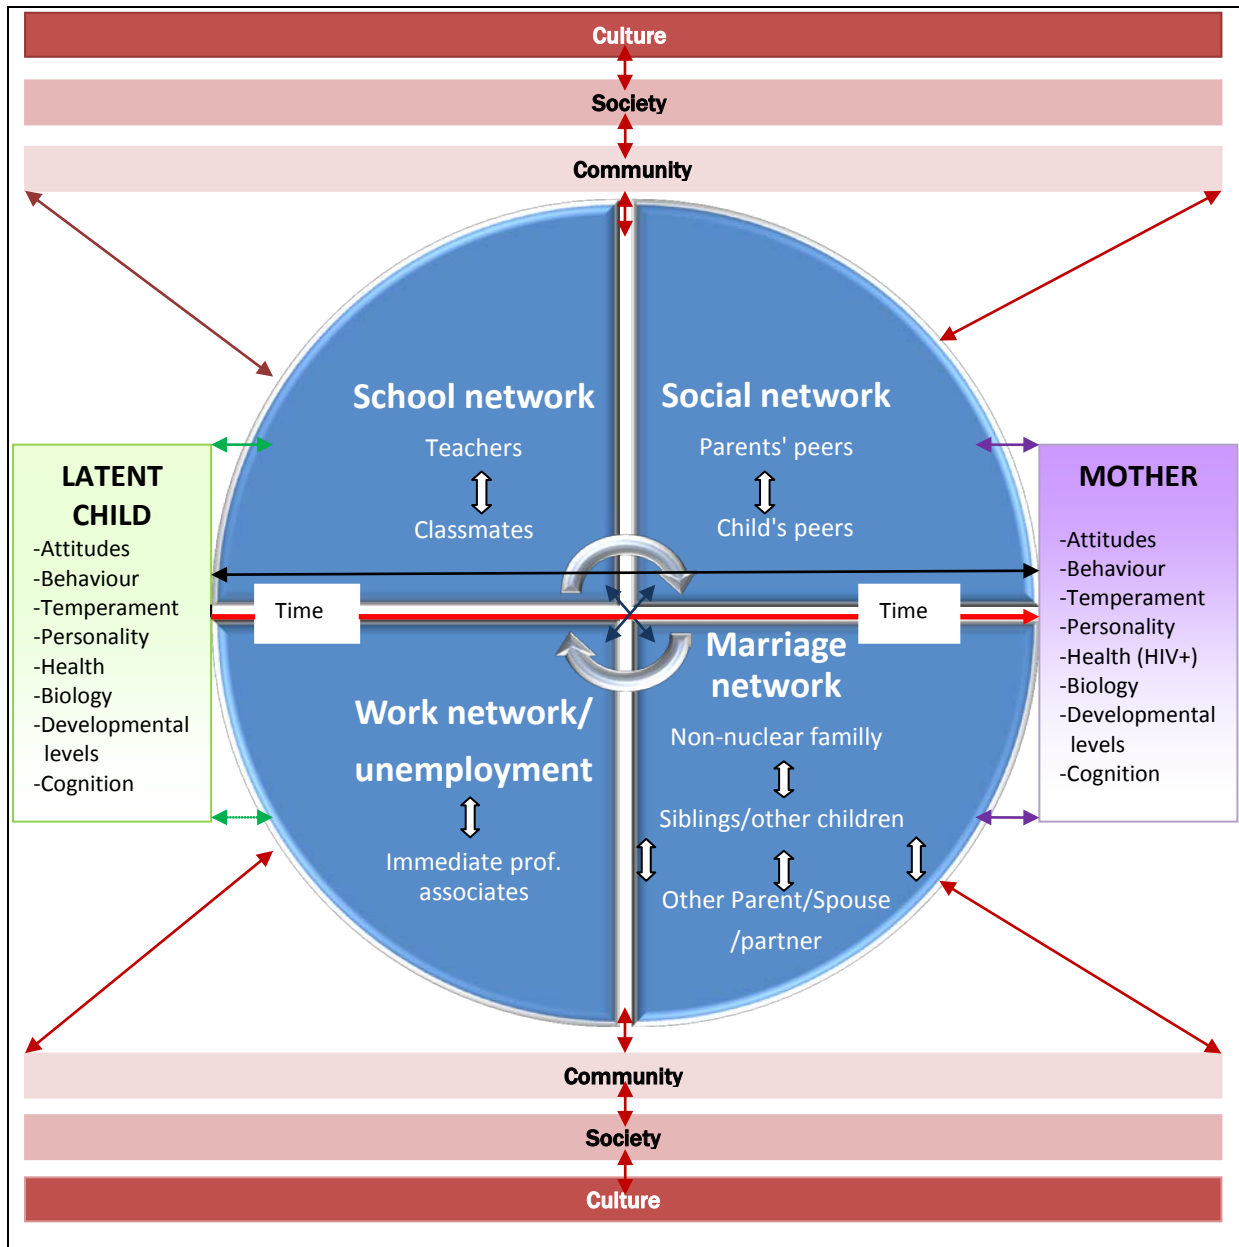 Culture
Society
Community
School network
Teachers
Classmates
Social network
Parents' peers
Child's peers
LATENT
CHILD
-Attitudes
-Behaviour
-Temperament
-Personality
-Health
-Biology
-Developmental
levels
-Cognition
MOTHER
-Attitudes
-Behaviour
-Temperament
-Personality
-Health (HIV+)
-Biology
-Developmental
levels
-Cognition
Time
Time
Work network/
unemployment
Immediate prof.
associates
Marriage
network
Non-nuclear familly
Siblings/other children
Other Parent/Spouse
/partner
Community
Society
Culture